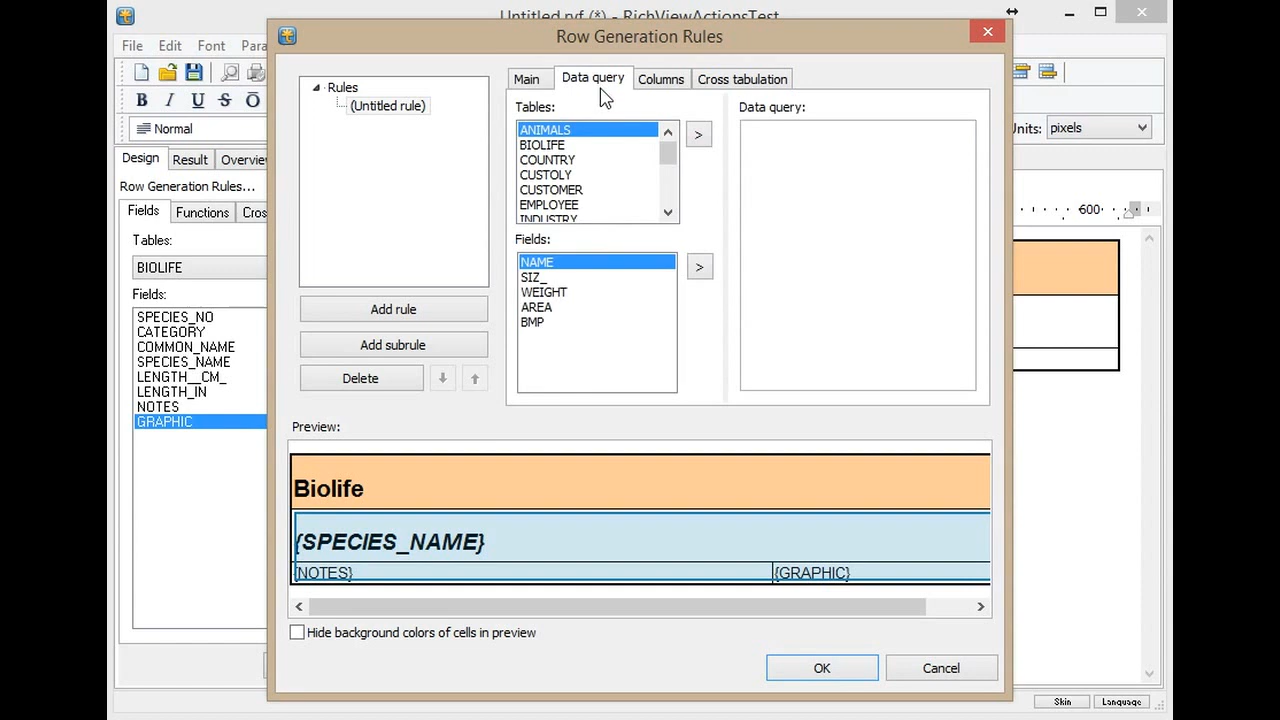 Untitled.rvf (*) - RichViewActionsTest
Row Generation Rules
File Edit Font Para
B I U S O
Normal
Units: pixels
Design Result Overview
Row Generation Rules...
Fields Functions Cros
Tables:
BIOLIFE
Fields:
SPECIES_NO
CATEGORY
COMMON_NAME
SPECIES_NAME
LENGTH__CM_
LENGTH_IN
NOTES
GRAPHIC
600
Rules
(Untitled rule)
Add rule
Add subrule
Delete
Main Data query Columns Cross tabulation
Tables:
ANIMALS
BIOLIFE
COUNTRY
CUSTOLY
CUSTOMER
EMPLOYEE
INDUSTRY
>
Fields:
NAME
SIZ_
WEIGHT
AREA
BMP
>
Data query:
Preview:
Biolife
{SPECIES_NAME}
{NOTES} {GRAPHIC}
Hide background colors of cells in preview
OK Cancel
Skin Language